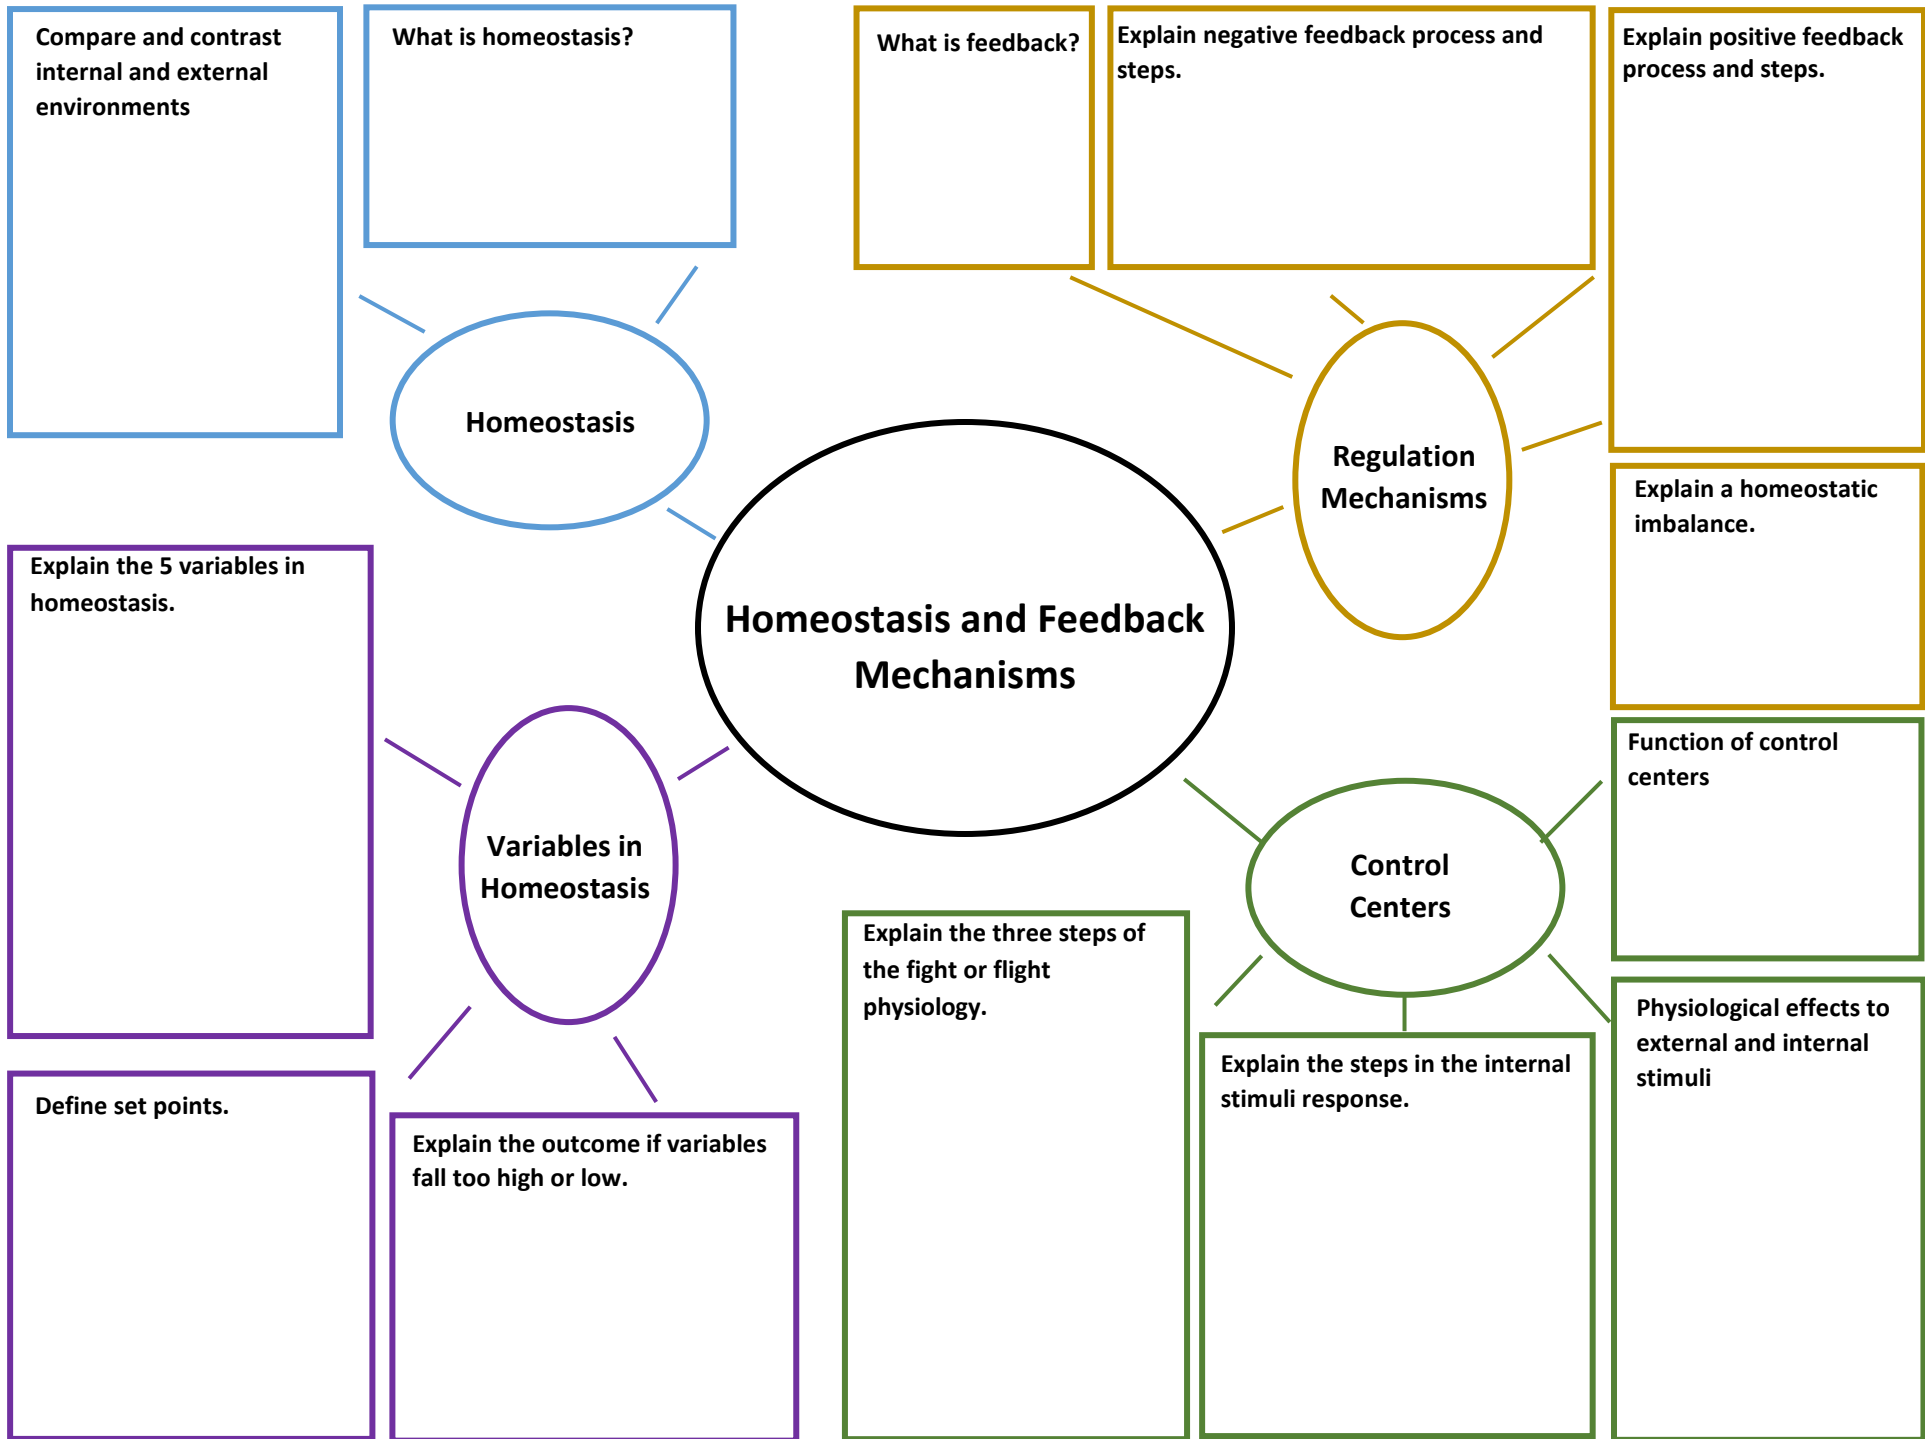 Compare and contrast
internal and external
environments
What is homeostasis?
What is feedback?
Explain negative feedback process and
steps.
Explain positive feedback
process and steps.
Homeostasis
Regulation
Mechanisms
Explain a homeostatic
imbalance.
Explain the 5 variables in
homeostasis.
Homeostasis and Feedback
Mechanisms
Function of control
centers
Variables in
Homeostasis
Control
Centers
Explain the three steps of
the fight or flight
physiology.
Physiological effects to
external and internal
stimuli
Explain the steps in the internal
stimuli response.
Define set points.
Explain the outcome if variables
fall too high or low.